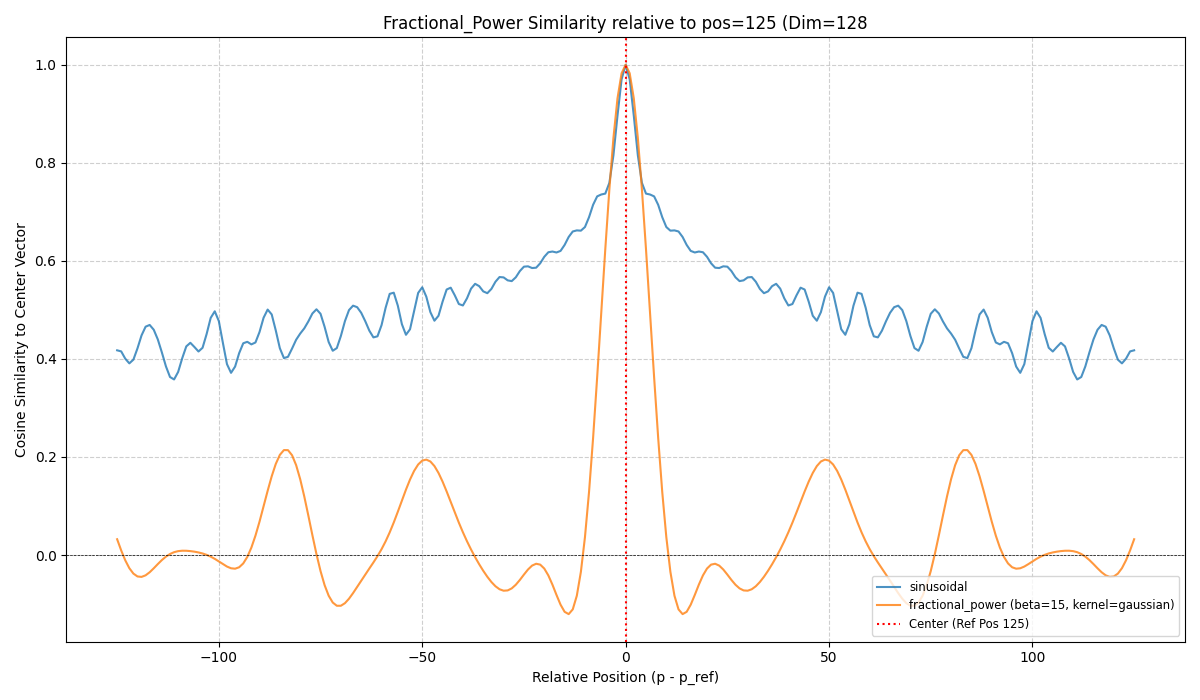 Fractional_Power Similarity relative to pos=125 (Dim=128
Cosine Similarity to Center Vector
1.0
0.8
0.6
0.4
0.2
0.0
sinusoidal
fractional_power (beta=15, kernel=gaussian)
Center (Ref Pos 125)
−100
−50
0
50
100
Relative Position (p - p_ref)